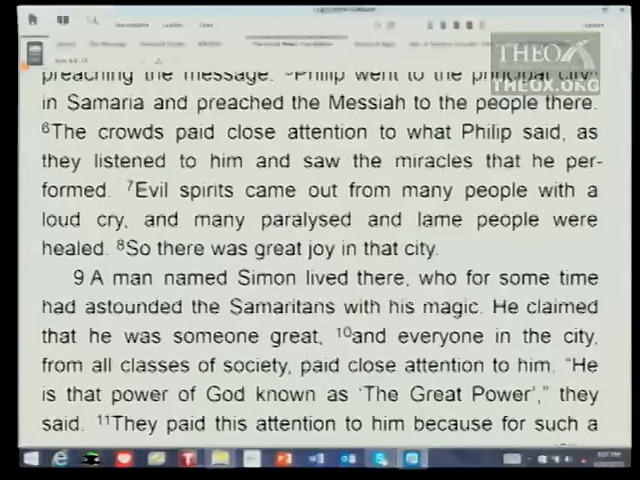 THEOX
THEOX.ORG
preaching the message. ⁵Philip went to the principal city
in Samaria and preached the Messiah to the people there.
⁶The crowds paid close attention to what Philip said, as
they listened to him and saw the miracles that he per-
formed. ⁷Evil spirits came out from many people with a
loud cry, and many paralysed and lame people were
healed. ⁸So there was great joy in that city.
9 A man named Simon lived there, who for some time
had astounded the Samaritans with his magic. He claimed
that he was someone great, ¹⁰and everyone in the city,
from all classes of society, paid close attention to him. “He
is that power of God known as ‘The Great Power’,” they
said. ¹¹They paid this attention to him because for such a